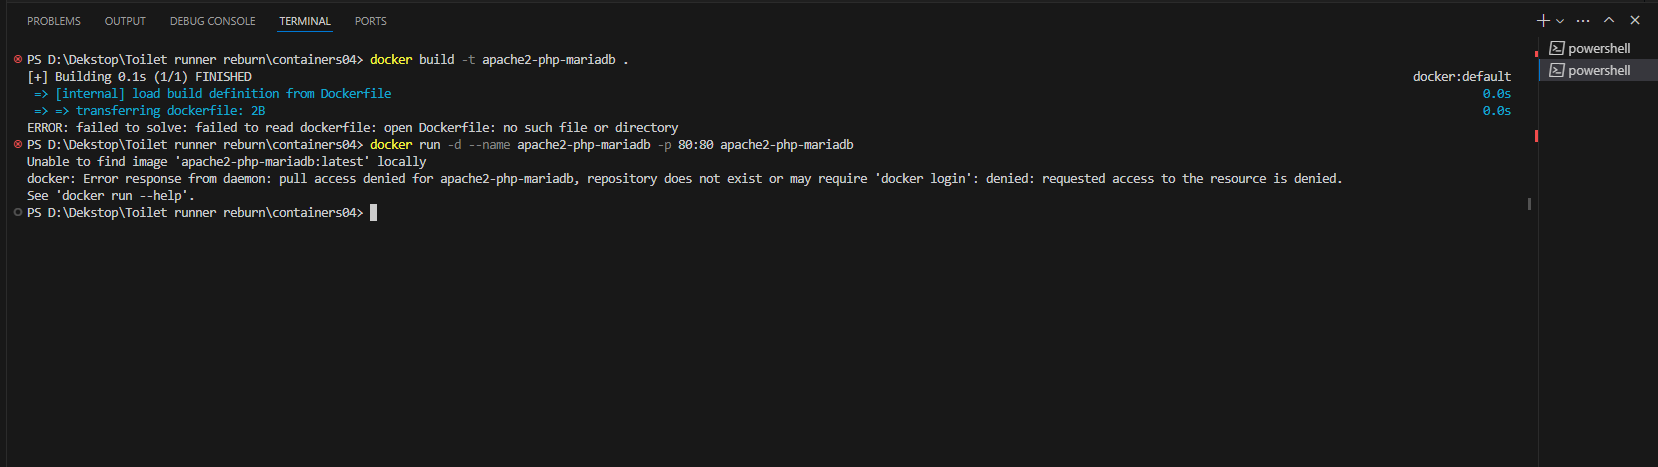 PROBLEMS OUTPUT DEBUG CONSOLE TERMINAL PORTS
PS D:\Dekstop\Toilet runner reburn\containers04> docker build -t apache2-php-mariadb .
[+] Building 0.1s (1/1) FINISHED docker:default
=> [internal] load build definition from Dockerfile 0.0s
=> => transferring dockerfile: 2B 0.0s
ERROR: failed to solve: failed to read dockerfile: open Dockerfile: no such file or directory
PS D:\Dekstop\Toilet runner reburn\containers04> docker run -d --name apache2-php-mariadb -p 80:80 apache2-php-mariadb
Unable to find image 'apache2-php-mariadb:latest' locally
docker: Error response from daemon: pull access denied for apache2-php-mariadb, repository does not exist or may require 'docker login': denied: requested access to the resource is denied.
See 'docker run --help'.
PS D:\Dekstop\Toilet runner reburn\containers04>
powershell
powershell